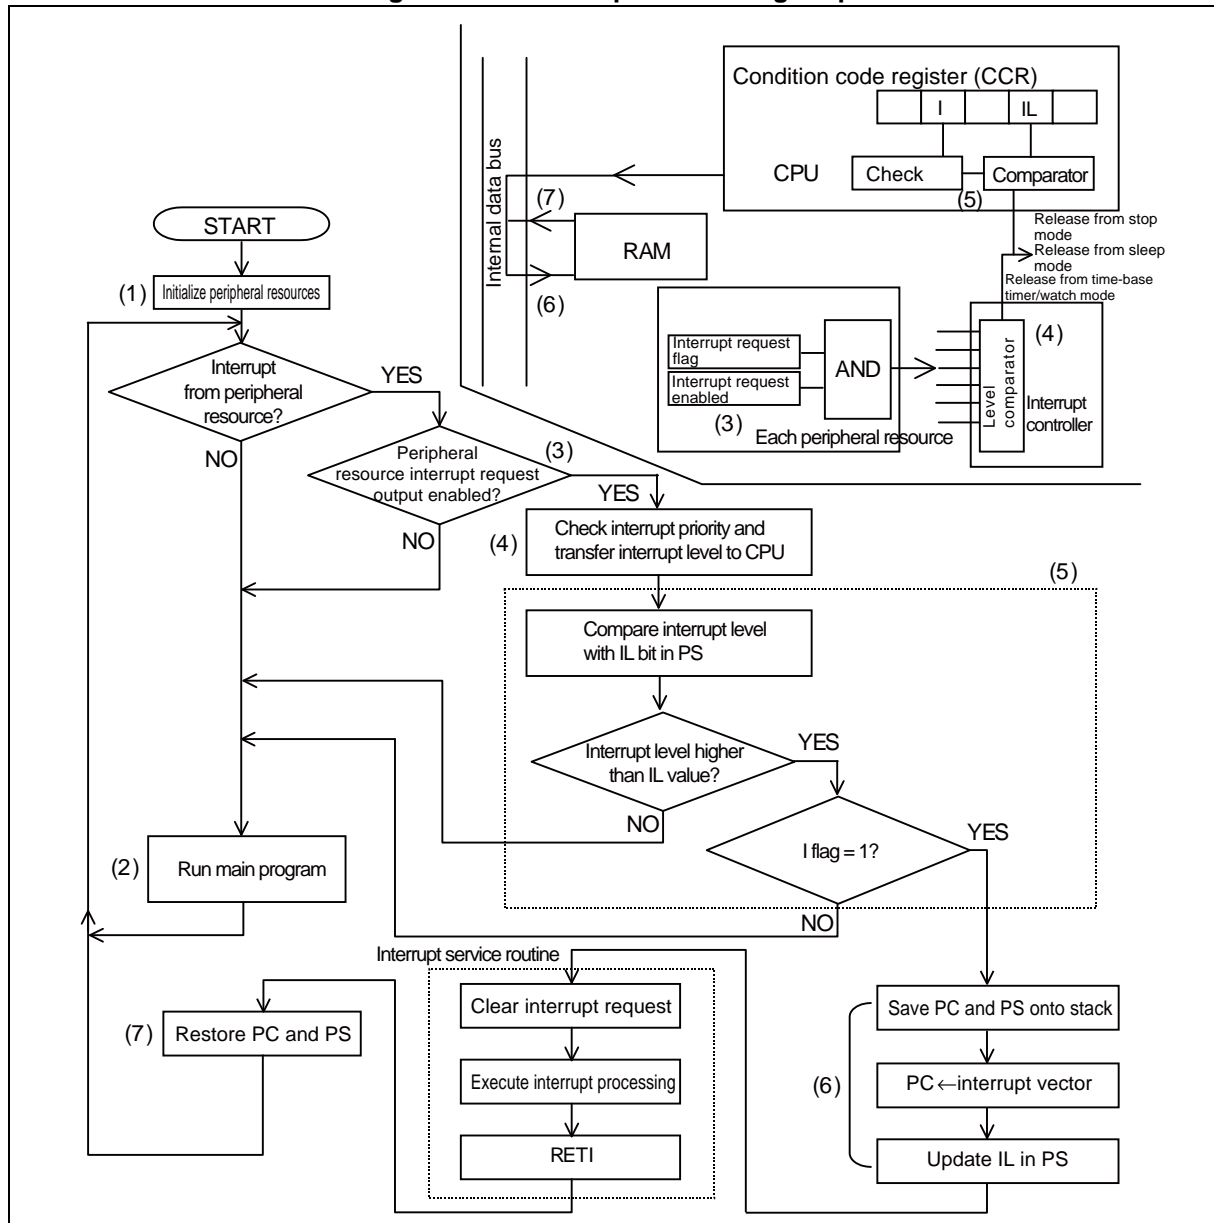 Condition code register (CCR)
I
IL
CPU
Check
Comparator
(5)
Internal data bus
(7)
RAM
(6)
Release from stop
mode
Release from sleep
mode
Release from time-base
timer/watch mode
(4)
Interrupt request
flag
Interrupt request
enabled
AND
(3)
Each peripheral resource
Level
comparator
Interrupt
controller
START
(1)
Initialize peripheral resources
Interrupt
from peripheral
resource?
YES
NO
Peripheral
resource interrupt request
output enabled?
(3)
YES
NO
(4)
Check interrupt priority and
transfer interrupt level to CPU
(5)
Compare interrupt level
with IL bit in PS
Interrupt level higher
than IL value?
YES
NO
I flag = 1?
YES
NO
(2)
Run main program
Interrupt service routine
Clear interrupt request
Execute interrupt processing
RETI
(7)
Restore PC and PS
Save PC and PS onto stack
(6)
PC←interrupt vector
Update IL in PS